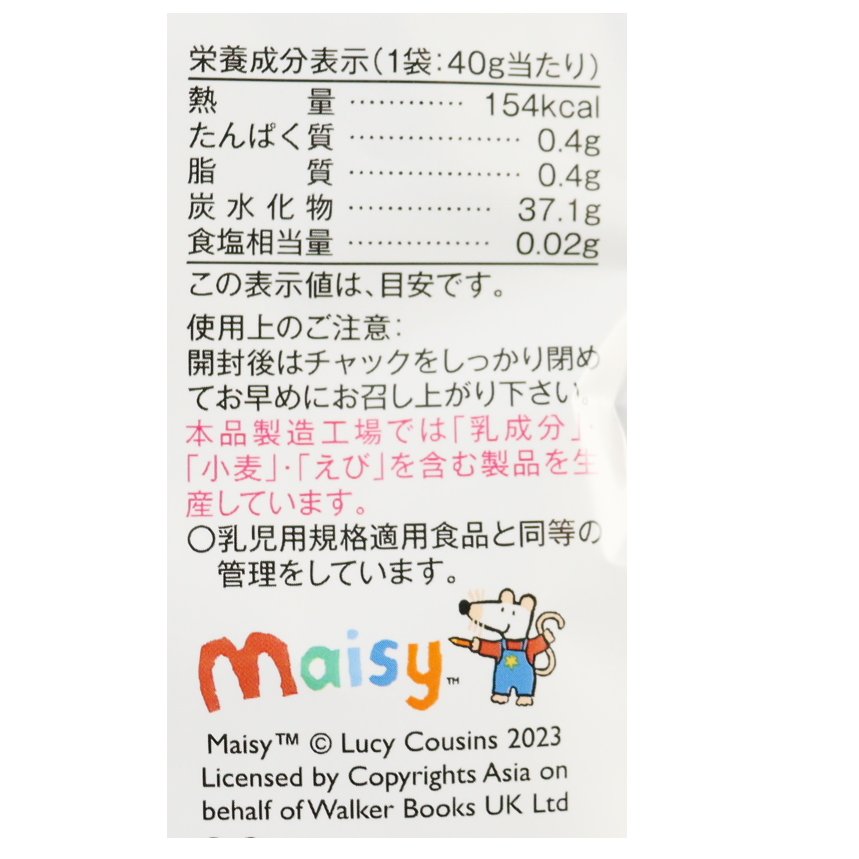 栄養成分表示(1袋:40g当たり)
熱量 ………… 154kcal
たんぱく質 ……………… 0.4g
脂質 ……………… 0.4g
炭水化物 …………… 37.1g
食塩相当量 …………… 0.02g
この表示値は、目安です。
使用上のご注意:
開封後はチャックをしっかり閉め
てお早めにお召し上がり下さい。
本品製造工場では「乳成分」・
「小麦」・「えび」を含む製品を生
産しています。
〇乳児用規格適用食品と同等の
管理をしています。
Maisy™
Maisy™ © Lucy Cousins 2023
Licensed by Copyrights Asia on
behalf of Walker Books UK Ltd